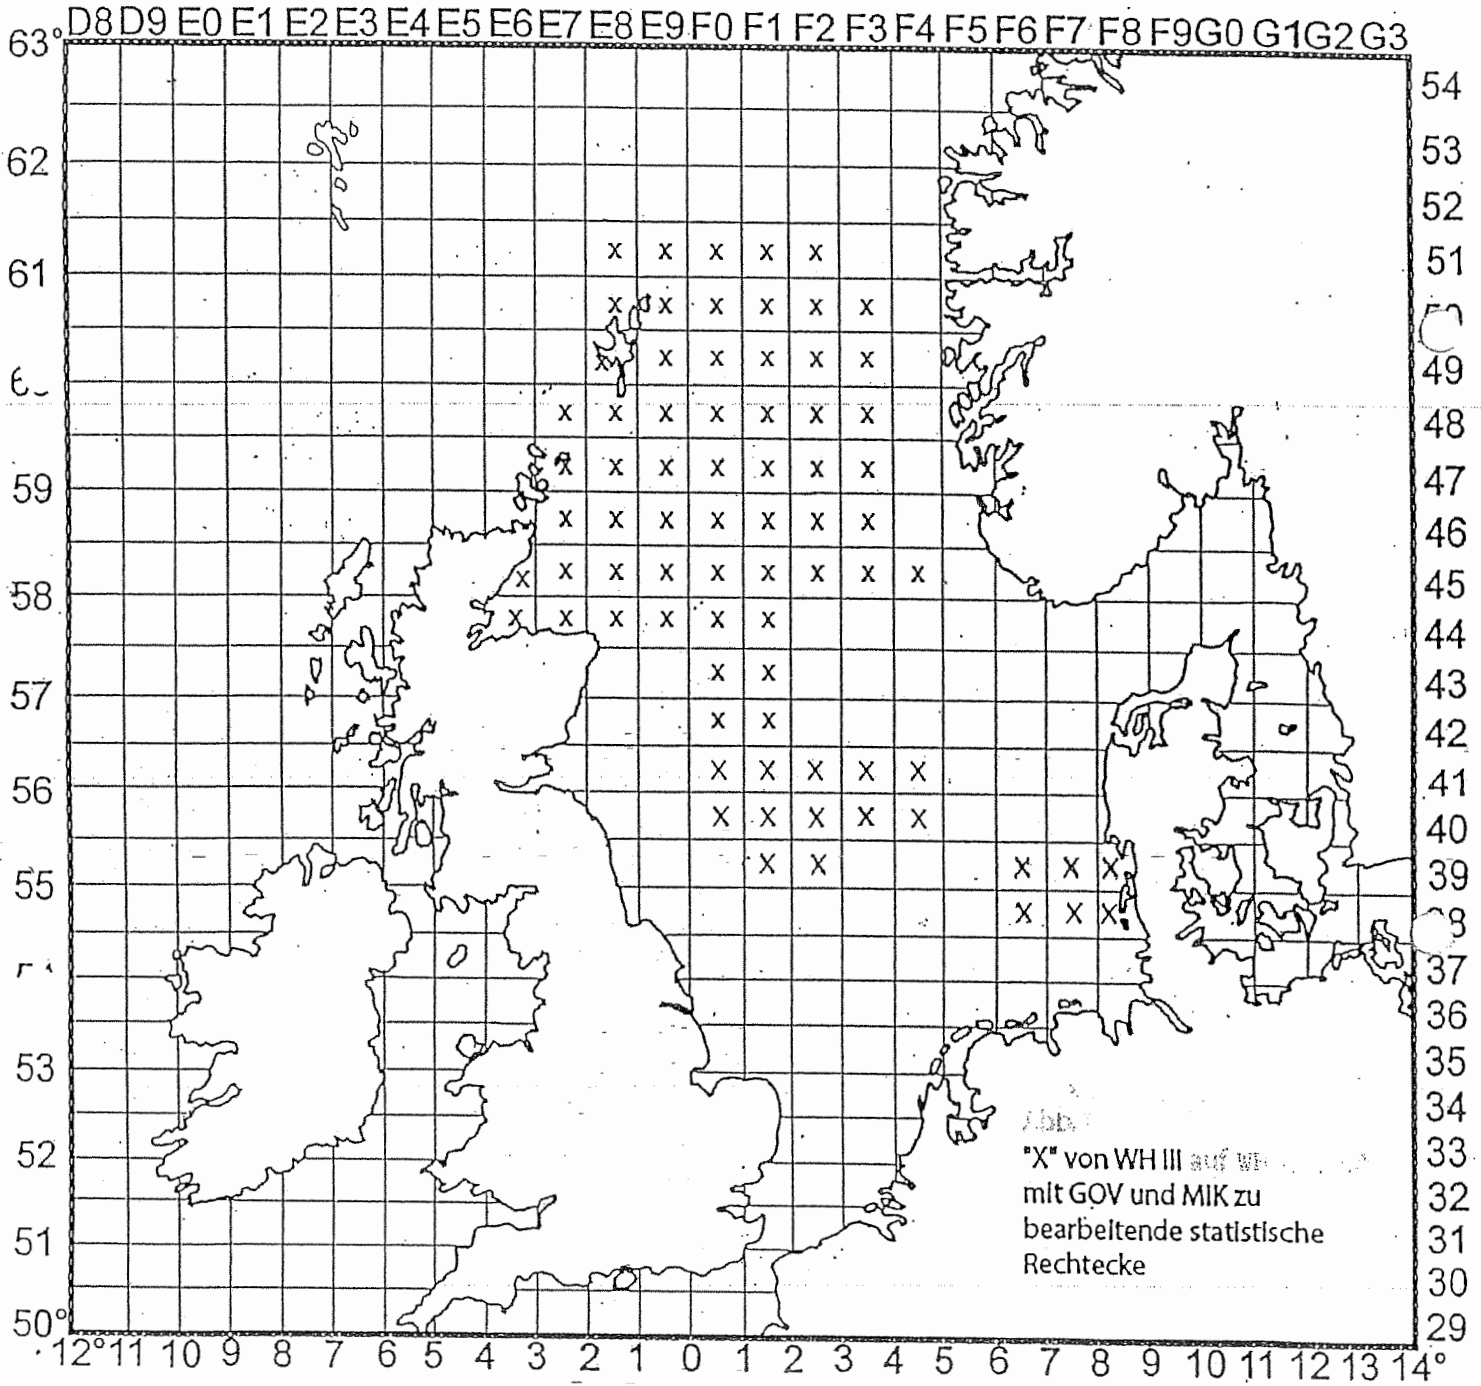 D8 D9 E0 E1 E2 E3 E4 E5 E6 E7 E8 E9 F0 F1 F2 F3 F4 F5 F6 F7 F8 F9 G0 G1 G2 G3
63°
54
62
53
52
61
51
X X X X X
X X X X X X
49
X X X X X X
48
X X X X X X X
47
59
X X X X X X X
46
X X X X X X X
45
58
X X X X X X X X X
44
X X X X X X
57
43
X X
42
X X
41
56
X X X X X
40
X X X X X
39
55
X X X X X
X X X
37
36
53
35
34
52
33
"X" von WH III auf
32
mit GOV und MIK zu
51
31
bearbeitende statistische
30
Rechtecke
50°
29
12° 11 10 9 8 7 6 5 4 3 2 1 0 1 2 3 4 5 6 7 8 9 10 11 12 13 14°